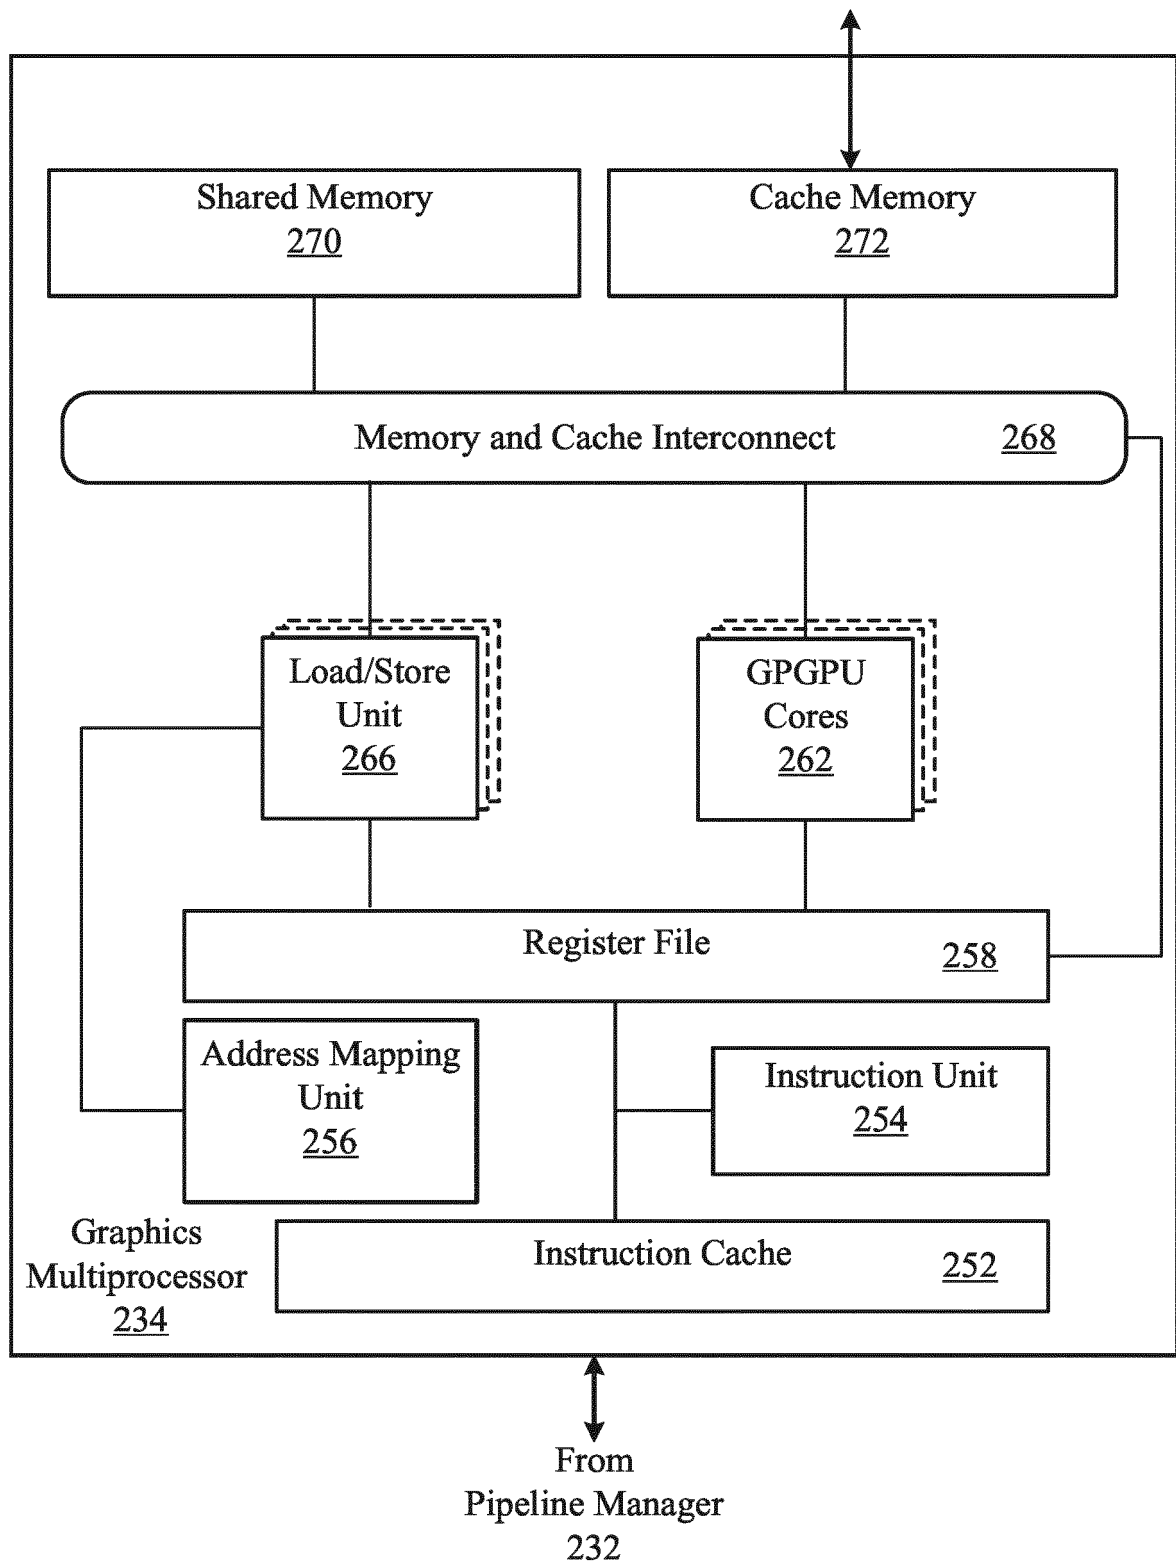 Shared Memory
270
Cache Memory
272
Memory and Cache Interconnect 268
Load/Store
Unit
266
GPGPU
Cores
262
Register File 258
Address Mapping
Unit
256
Instruction Unit
254
Graphics
Multiprocessor
234
Instruction Cache 252
From
Pipeline Manager
232